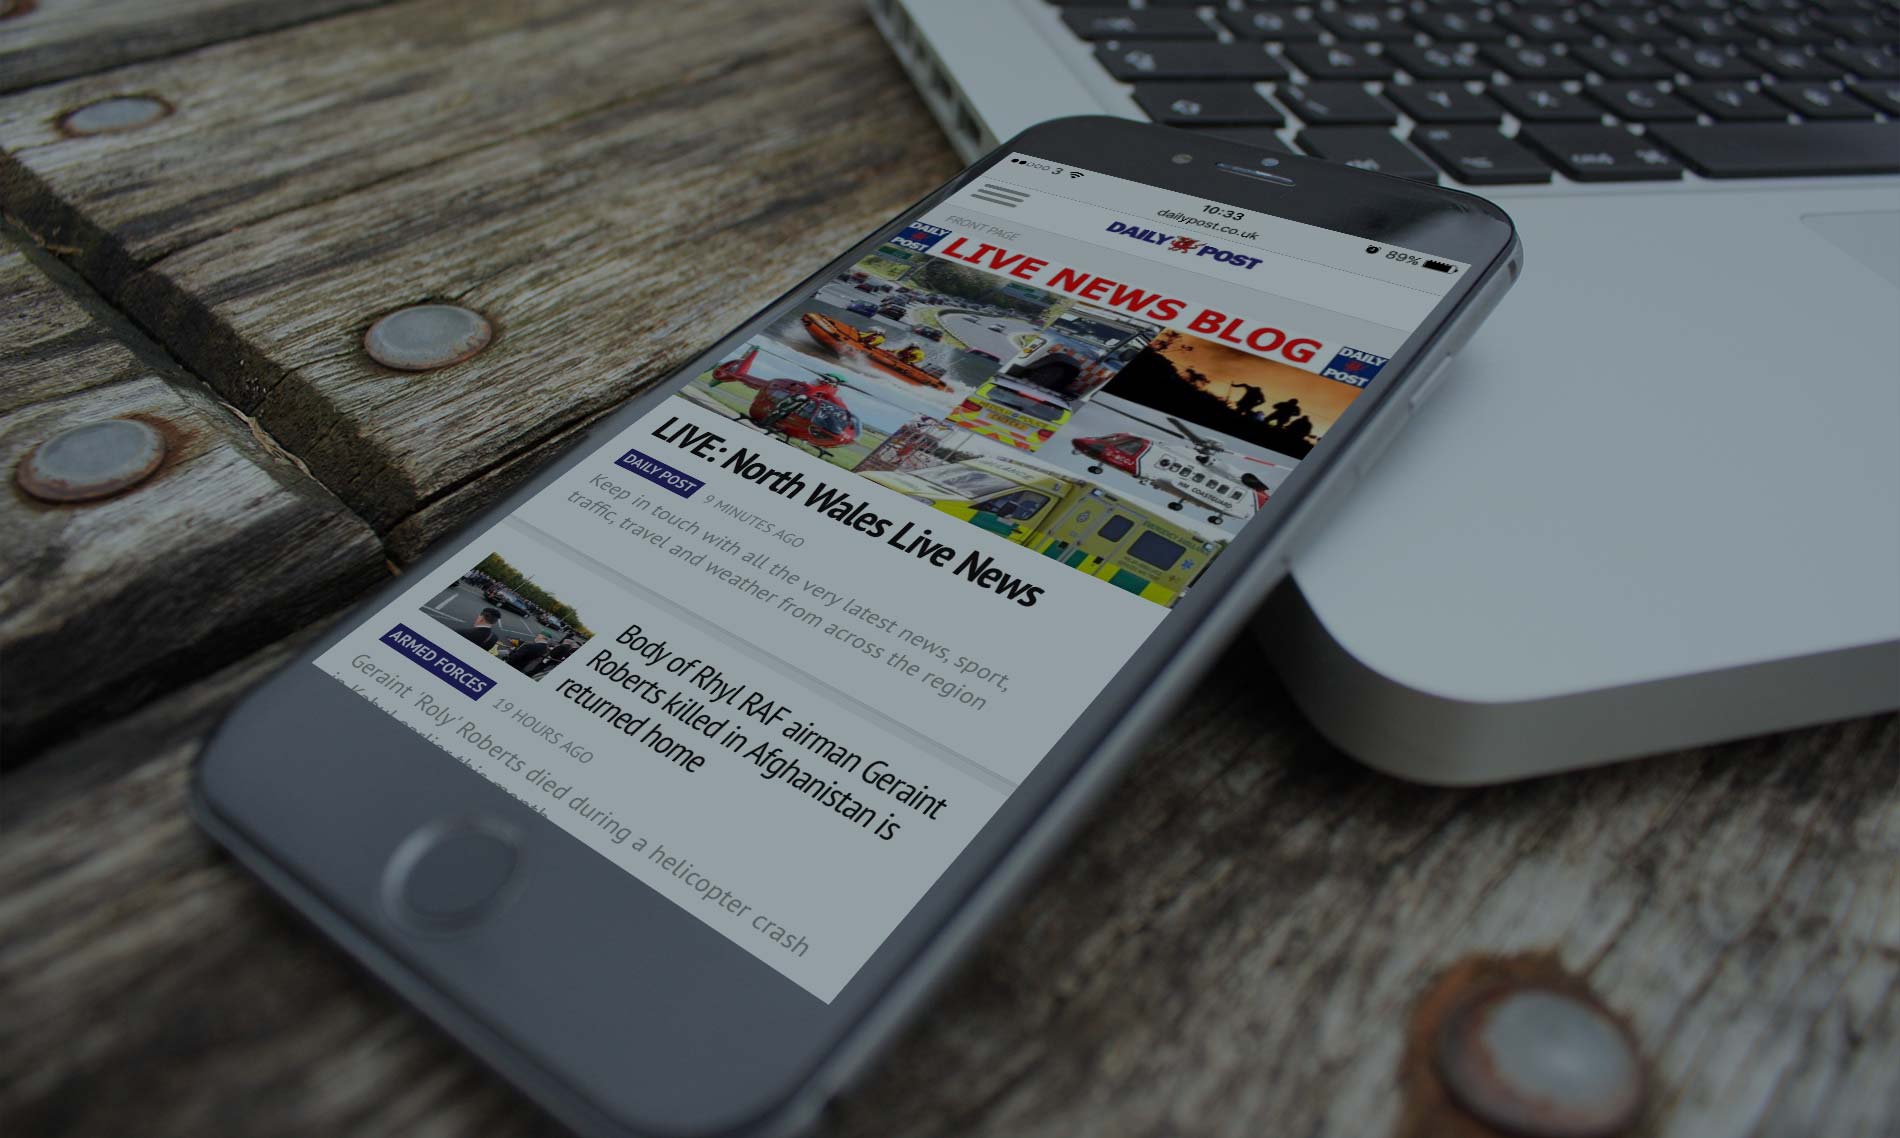 3
10:33
dailypost.co.uk
89%
DAILY POST
FRONT PAGE
DAILY
POST
LIVE NEWS BLOG
DAILY
POST
HM COASTGUARD
LIVE: North Wales Live News
DAILY POST 9 MINUTES AGO
Keep in touch with all the very latest news, sport,
traffic, travel and weather from across the region
Body of Rhyl RAF airman Geraint
Roberts killed in Afghanistan is
returned home
ARMED FORCES 19 HOURS AGO
Geraint 'Roly' Roberts died during a helicopter crash
cmd